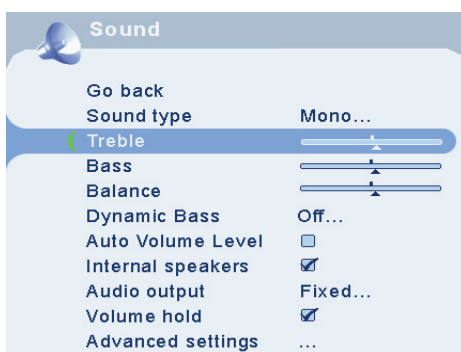 Sound
Go back
Sound type Mono...
Treble
Bass
Balance
Dynamic Bass Off...
Auto Volume Level
Internal speakers
Audio output Fixed...
Volume hold
Advanced settings ...